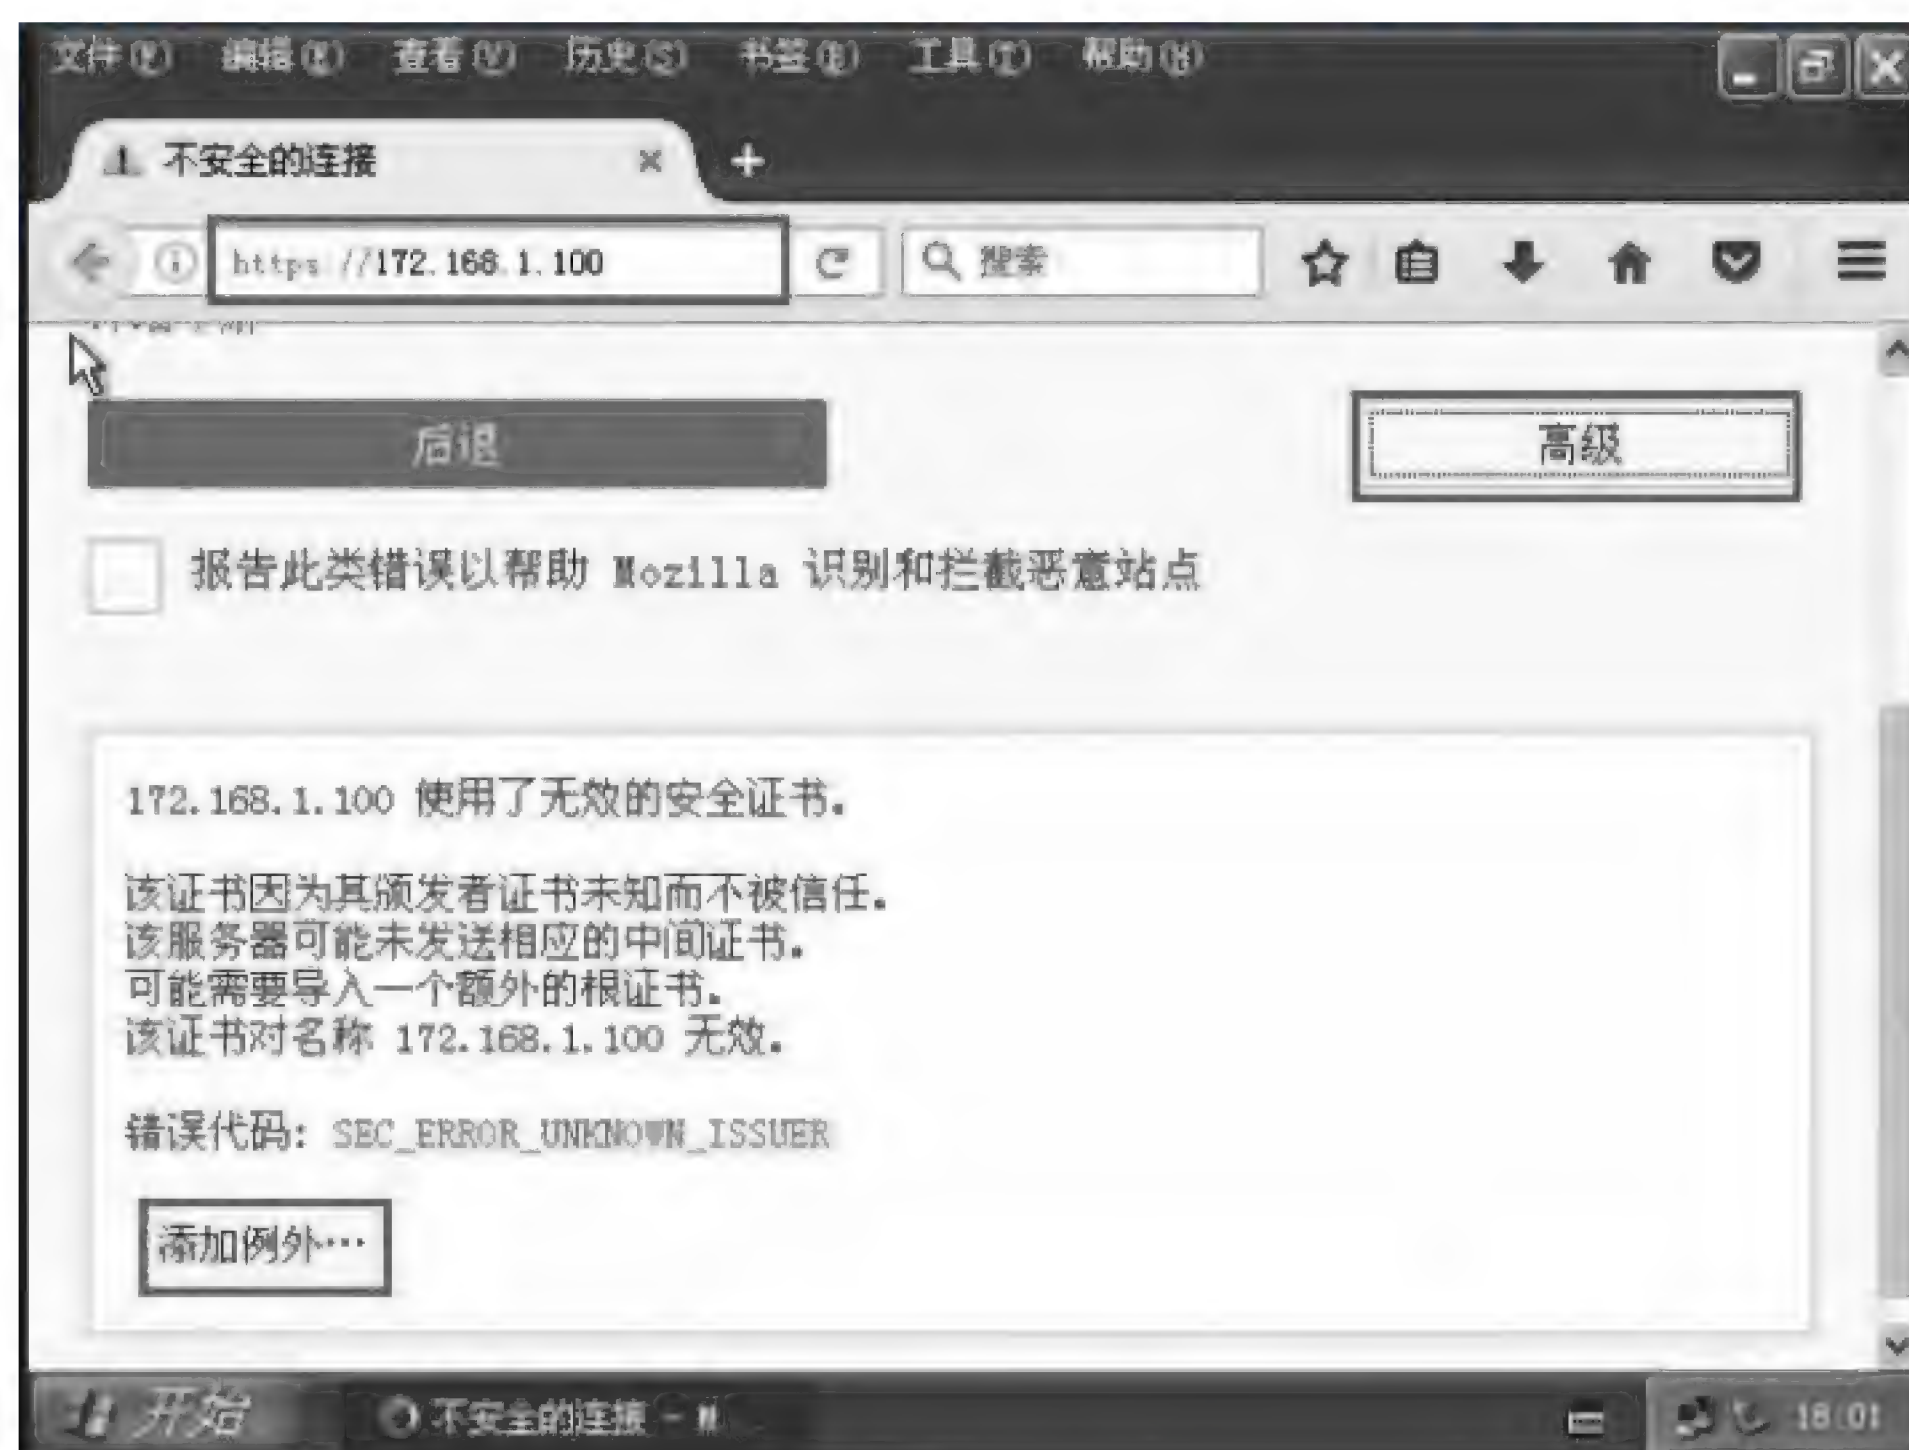 文件(F) 编辑(E) 查看(V) 历史(S) 书签(B) 工具(T) 帮助(H)
不安全的连接
https://172.168.1.100
搜索
后退
高级
报告此类错误以帮助 Mozilla 识别和拦截恶意站点
172.168.1.100 使用了无效的安全证书。
该证书因为其颁发者证书未知而不被信任。
该服务器可能未发送相应的中间证书。
可能需要导入一个额外的根证书。
该证书对名称 172.168.1.100 无效。
错误代码: SEC_ERROR_UNKNOWN_ISSUER
添加例外…
开始
不安全的连接 - M
18:01